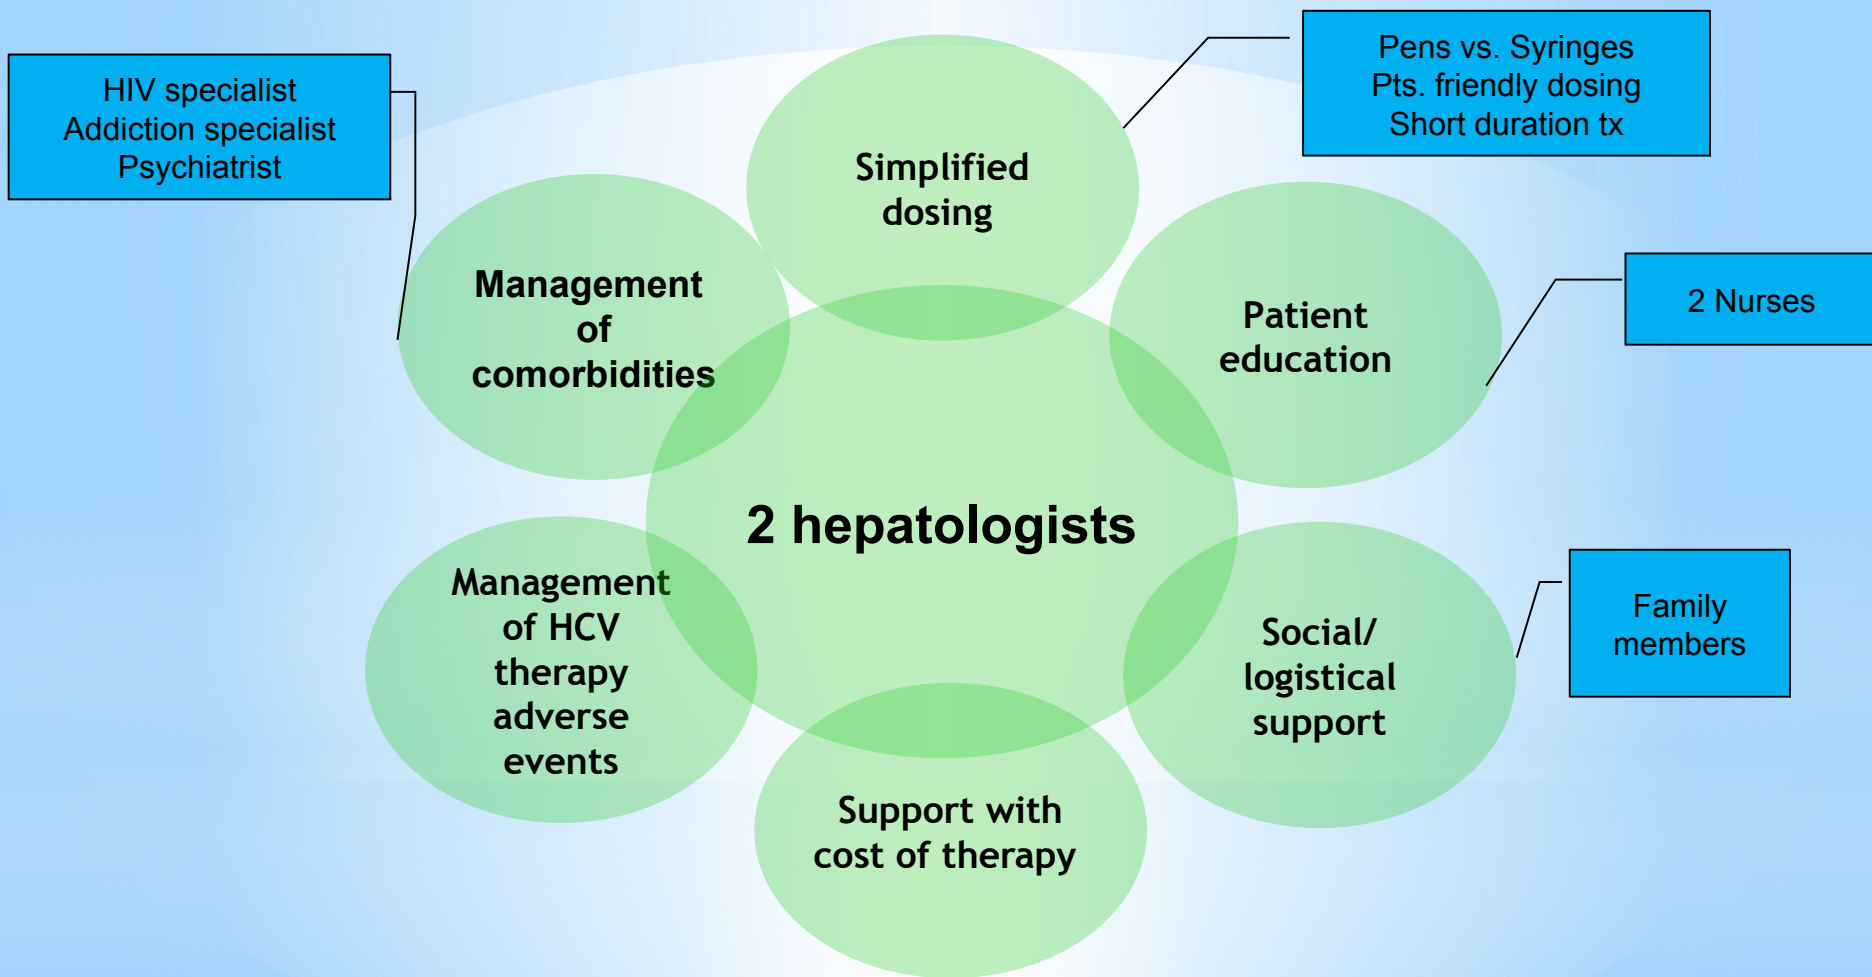 HIV specialist
Addiction specialist
Psychiatrist
Pens vs. Syringes
Pts. friendly dosing
Short duration tx
Simplified
dosing
Management
of
comorbidities
Patient
education
2 Nurses
2 hepatologists
Management
of HCV
therapy
adverse
events
Social/
logistical
support
Family
members
Support with
cost of therapy